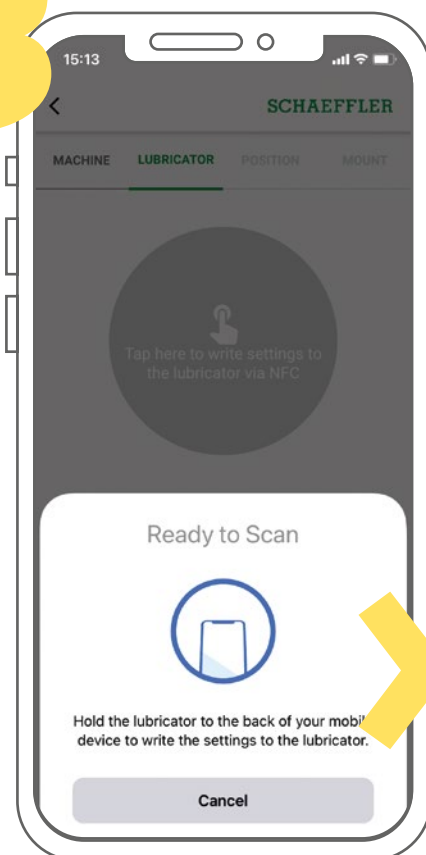 15:13
SCHAEFFLER
MACHINE LUBRICATOR POSITION MOUNT
Tap here to write settings to
the lubricator via NFC
Ready to Scan
Hold the lubricator to the back of your
device to write the settings to the lubricator.
Cancel